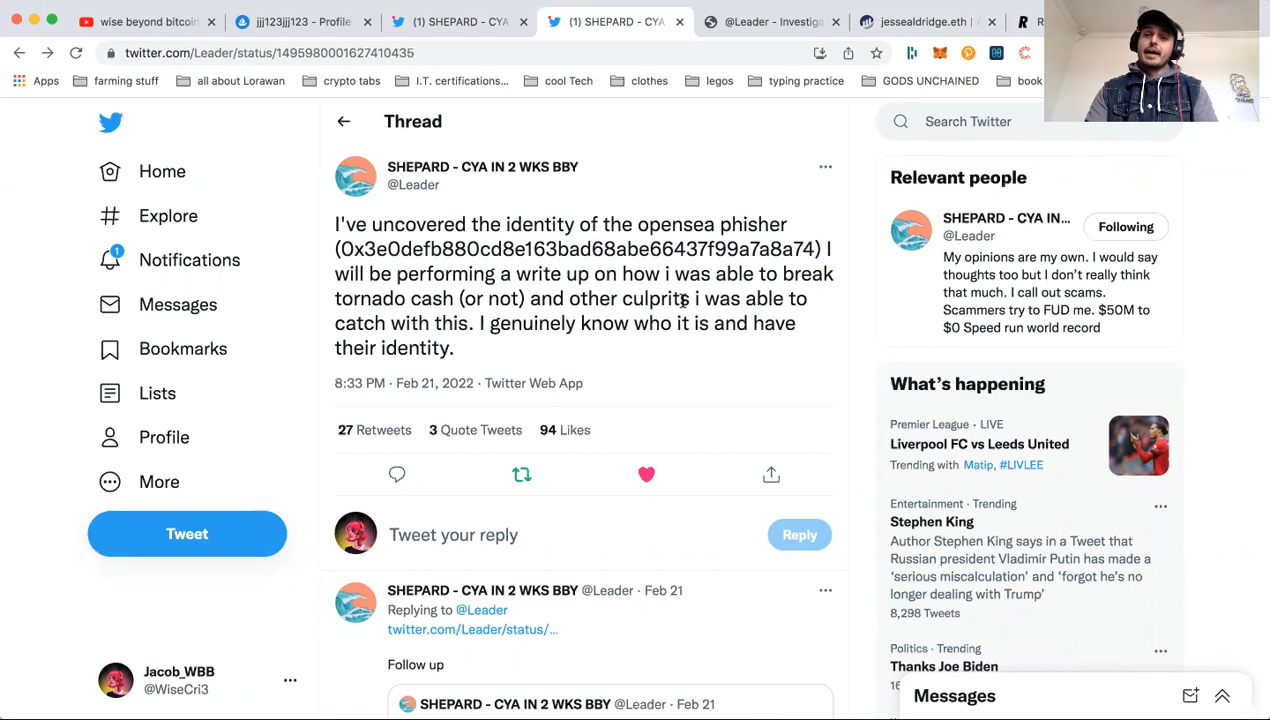 wise beyond bitcoin
jjj123jjj123 - Profile
(1) SHEPARD - CYA
(1) SHEPARD - CYA
@Leader - Investiga
jessealdridge.eth | A
R
twitter.com/Leader/status/1495980001627410435
Apps
farming stuff
all about Lorawan
crypto tabs
I.T. certifications...
cool Tech
clothes
legos
typing practice
GODS UNCHAINED
book
Thread
Search Twitter
Home
Explore
1
Notifications
Messages
Bookmarks
Lists
Profile
More
Tweet
Jacob_WBB
@WiseCri3
SHEPARD - CYA IN 2 WKS BBY
@Leader
I've uncovered the identity of the opensea phisher
(0x3e0defb880cd8e163bad68abe66437f99a7a8a74) I
will be performing a write up on how i was able to break
tornado cash (or not) and other culprits i was able to
catch with this. I genuinely know who it is and have
their identity.
8:33 PM · Feb 21, 2022 · Twitter Web App
27 Retweets 3 Quote Tweets 94 Likes
Tweet your reply
Reply
SHEPARD - CYA IN 2 WKS BBY @Leader · Feb 21
Replying to @Leader
twitter.com/Leader/status/...
Follow up
SHEPARD - CYA IN 2 WKS BBY @Leader · Feb 21
Relevant people
SHEPARD - CYA IN...
@Leader
Following
My opinions are my own. I would say
thoughts too but I don't really think
that much. I call out scams.
Scammers try to FUD me. $50M to
$0 Speed run world record
What's happening
Premier League · LIVE
Liverpool FC vs Leeds United
Trending with Matip, #LIVLEE
Entertainment · Trending
Stephen King
Author Stephen King says in a Tweet that
Russian president Vladimir Putin has made a
'serious miscalculation' and 'forgot he's no
longer dealing with Trump'
8,298 Tweets
Politics · Trending
Thanks Joe Biden
Messages